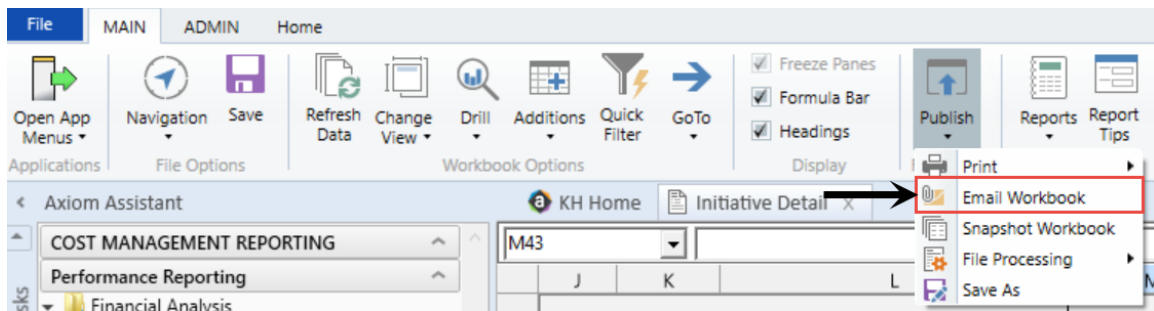 File MAIN ADMIN Home
Open App Menus
Navigation
Save
Refresh Data
Change View
Drill
Additions
Quick Filter
GoTo
Freeze Panes
Formula Bar
Headings
Publish
Reports
Report Tips
Applications
File Options
Workbook Options
Display
Print
Email Workbook
Snapshot Workbook
File Processing
Save As
Axiom Assistant
KH Home
Initiative Detail x
COST MANAGEMENT REPORTING
M43
Performance Reporting
J K L
Financial Analysis